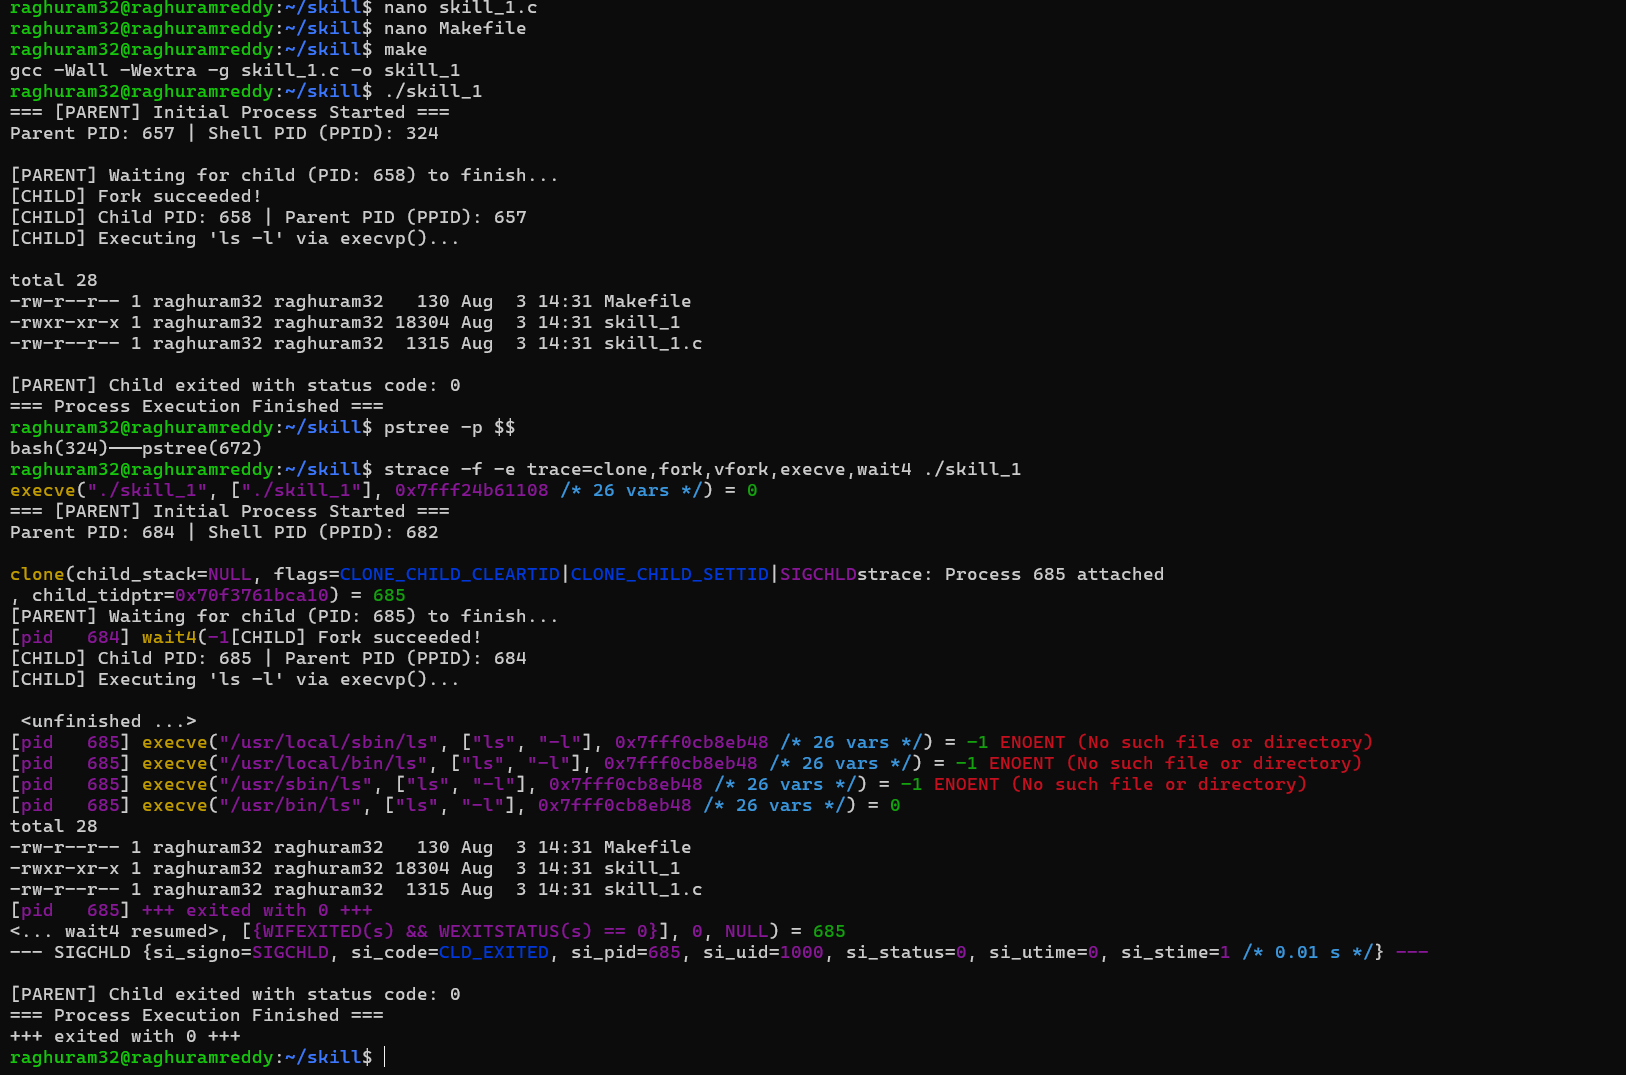 raghuram32@raghuramreddy:~/skill$ nano skill_1.c
raghuram32@raghuramreddy:~/skill$ nano Makefile
raghuram32@raghuramreddy:~/skill$ make
gcc -Wall -Wextra -g skill_1.c -o skill_1
raghuram32@raghuramreddy:~/skill$ ./skill_1
=== [PARENT] Initial Process Started ===
Parent PID: 657 | Shell PID (PPID): 324

[PARENT] Waiting for child (PID: 658) to finish...
[CHILD] Fork succeeded!
[CHILD] Child PID: 658 | Parent PID (PPID): 657
[CHILD] Executing 'ls -l' via execvp()...

total 28
-rw-r--r-- 1 raghuram32 raghuram32   130 Aug  3 14:31 Makefile
-rwxr-xr-x 1 raghuram32 raghuram32 18304 Aug  3 14:31 skill_1
-rw-r--r-- 1 raghuram32 raghuram32  1315 Aug  3 14:31 skill_1.c

[PARENT] Child exited with status code: 0
=== Process Execution Finished ===
raghuram32@raghuramreddy:~/skill$ pstree -p $$
bash(324)───pstree(672)
raghuram32@raghuramreddy:~/skill$ strace -f -e trace=clone,fork,vfork,execve,wait4 ./skill_1
execve("./skill_1", ["./skill_1"], 0x7fff24b61108 /* 26 vars */) = 0
=== [PARENT] Initial Process Started ===
Parent PID: 684 | Shell PID (PPID): 682

clone(child_stack=NULL, flags=CLONE_CHILD_CLEARTID|CLONE_CHILD_SETTID|SIGCHLDstrace: Process 685 attached
, child_tidptr=0x70f3761bca10) = 685
[PARENT] Waiting for child (PID: 685) to finish...
[pid   684] wait4(-1[CHILD] Fork succeeded!
[CHILD] Child PID: 685 | Parent PID (PPID): 684
[CHILD] Executing 'ls -l' via execvp()...

 <unfinished ...>
[pid   685] execve("/usr/local/sbin/ls", ["ls", "-l"], 0x7fff0cb8eb48 /* 26 vars */) = -1 ENOENT (No such file or directory)
[pid   685] execve("/usr/local/bin/ls", ["ls", "-l"], 0x7fff0cb8eb48 /* 26 vars */) = -1 ENOENT (No such file or directory)
[pid   685] execve("/usr/sbin/ls", ["ls", "-l"], 0x7fff0cb8eb48 /* 26 vars */) = -1 ENOENT (No such file or directory)
[pid   685] execve("/usr/bin/ls", ["ls", "-l"], 0x7fff0cb8eb48 /* 26 vars */) = 0
total 28
-rw-r--r-- 1 raghuram32 raghuram32   130 Aug  3 14:31 Makefile
-rwxr-xr-x 1 raghuram32 raghuram32 18304 Aug  3 14:31 skill_1
-rw-r--r-- 1 raghuram32 raghuram32  1315 Aug  3 14:31 skill_1.c
[pid   685] +++ exited with 0 +++
<... wait4 resumed>, [{WIFEXITED(s) && WEXITSTATUS(s) == 0}], 0, NULL) = 685
--- SIGCHLD {si_signo=SIGCHLD, si_code=CLD_EXITED, si_pid=685, si_uid=1000, si_status=0, si_utime=0, si_stime=1 /* 0.01 s */} ---

[PARENT] Child exited with status code: 0
=== Process Execution Finished ===
+++ exited with 0 +++
raghuram32@raghuramreddy:~/skill$